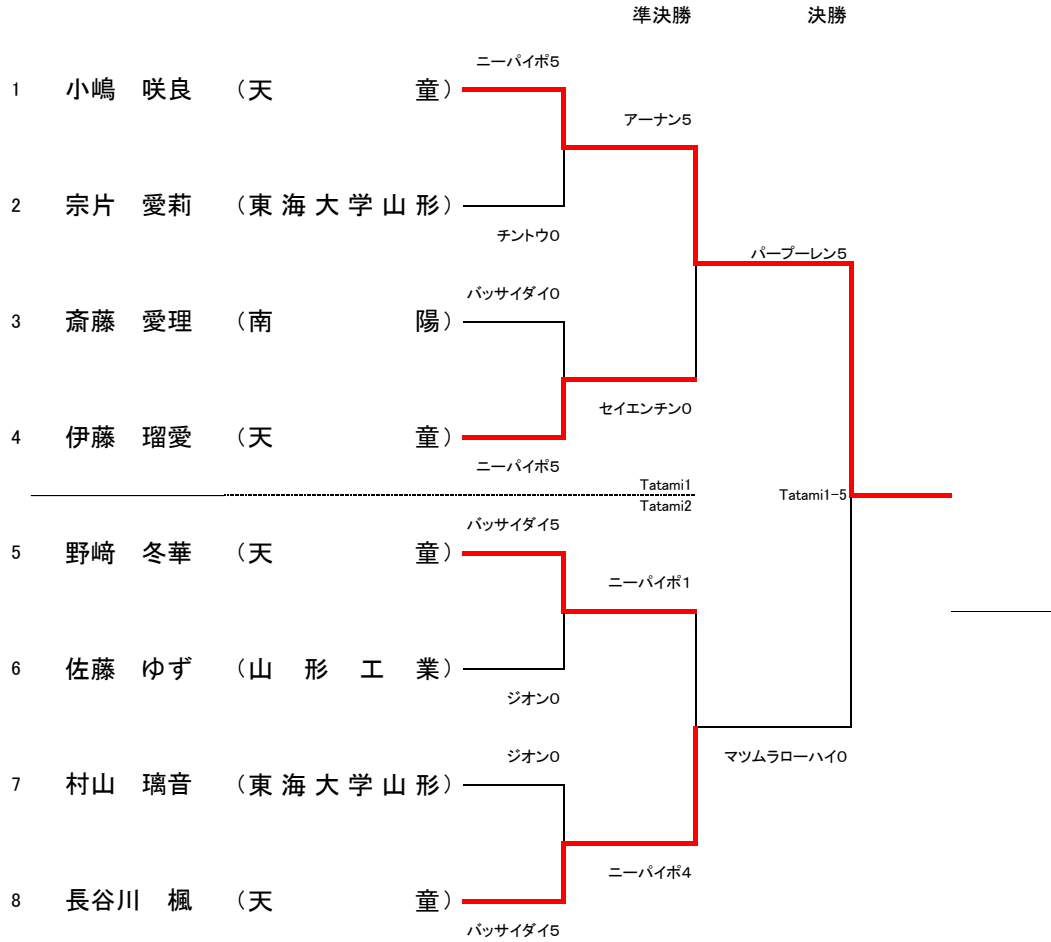 準決勝 決勝
ニーパイポ5
1 小嶋 咲良 （天童）
アーナン5
2 宗片 愛莉 （東海大学山形）
チントウ0
パープーレン5
バッサイダイ0
3 斎藤 愛理 （南陽）
セイエンチン0
4 伊藤 瑠愛 （天童）
ニーパイポ5
Tatami1
Tatami1-5
Tatami2
バッサイダイ5
5 野﨑 冬華 （天童）
ニーパイポ1
6 佐藤 ゆず （山形工業）
ジオン0
ジオン0
マツムラローハイ0
7 村山 璃音 （東海大学山形）
ニーパイポ4
8 長谷川 楓 （天童）
バッサイダイ5